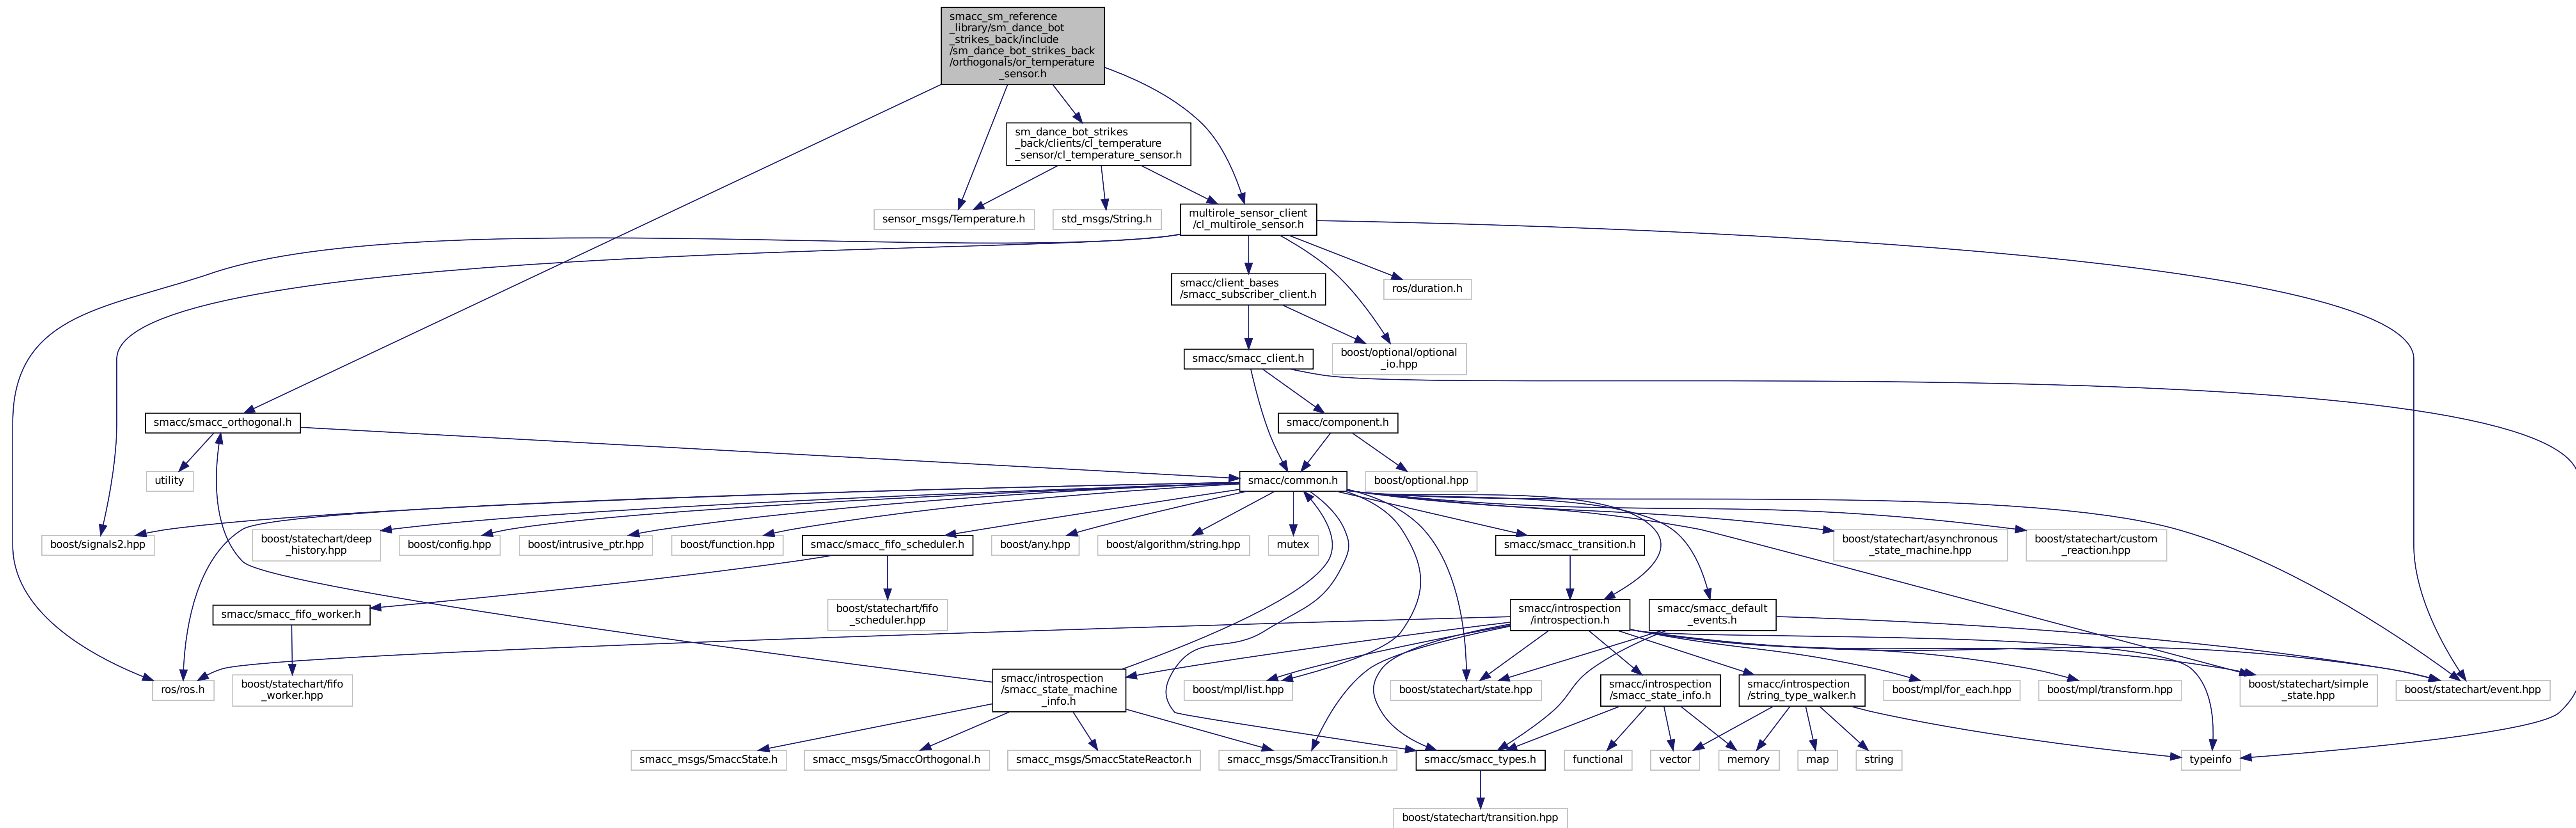 smacc_sm_reference
_library/sm_dance_bot
_strikes_back/include
/sm_dance_bot_strikes_back
/orthogonals/or_temperature
_sensor.h
sm_dance_bot_strikes
_back/clients/cl_temperature
_sensor/cl_temperature_sensor.h
sensor_msgs/Temperature.h
std_msgs/String.h
multirole_sensor_client
/cl_multirole_sensor.h
smacc/client_bases
/smacc_subscriber_client.h
ros/duration.h
smacc/smacc_client.h
boost/optional/optional
_io.hpp
smacc/smacc_orthogonal.h
smacc/component.h
utility
smacc/common.h
boost/optional.hpp
boost/signals2.hpp
boost/statechart/deep
_history.hpp
boost/config.hpp
boost/intrusive_ptr.hpp
boost/function.hpp
smacc/smacc_fifo_scheduler.h
boost/any.hpp
boost/algorithm/string.hpp
mutex
smacc/smacc_transition.h
boost/statechart/asynchronous
_state_machine.hpp
boost/statechart/custom
_reaction.hpp
smacc/smacc_fifo_worker.h
boost/statechart/fifo
_scheduler.hpp
smacc/introspection
/introspection.h
smacc/smacc_default
_events.h
ros/ros.h
boost/statechart/fifo
_worker.hpp
smacc/introspection
/smacc_state_machine
_info.h
boost/mpl/list.hpp
boost/statechart/state.hpp
smacc/introspection
/smacc_state_info.h
smacc/introspection
/string_type_walker.h
boost/mpl/for_each.hpp
boost/mpl/transform.hpp
boost/statechart/simple
_state.hpp
boost/statechart/event.hpp
smacc_msgs/SmaccState.h
smacc_msgs/SmaccOrthogonal.h
smacc_msgs/SmaccStateReactor.h
smacc_msgs/SmaccTransition.h
smacc/smacc_types.h
functional
vector
memory
map
string
typeinfo
boost/statechart/transition.hpp